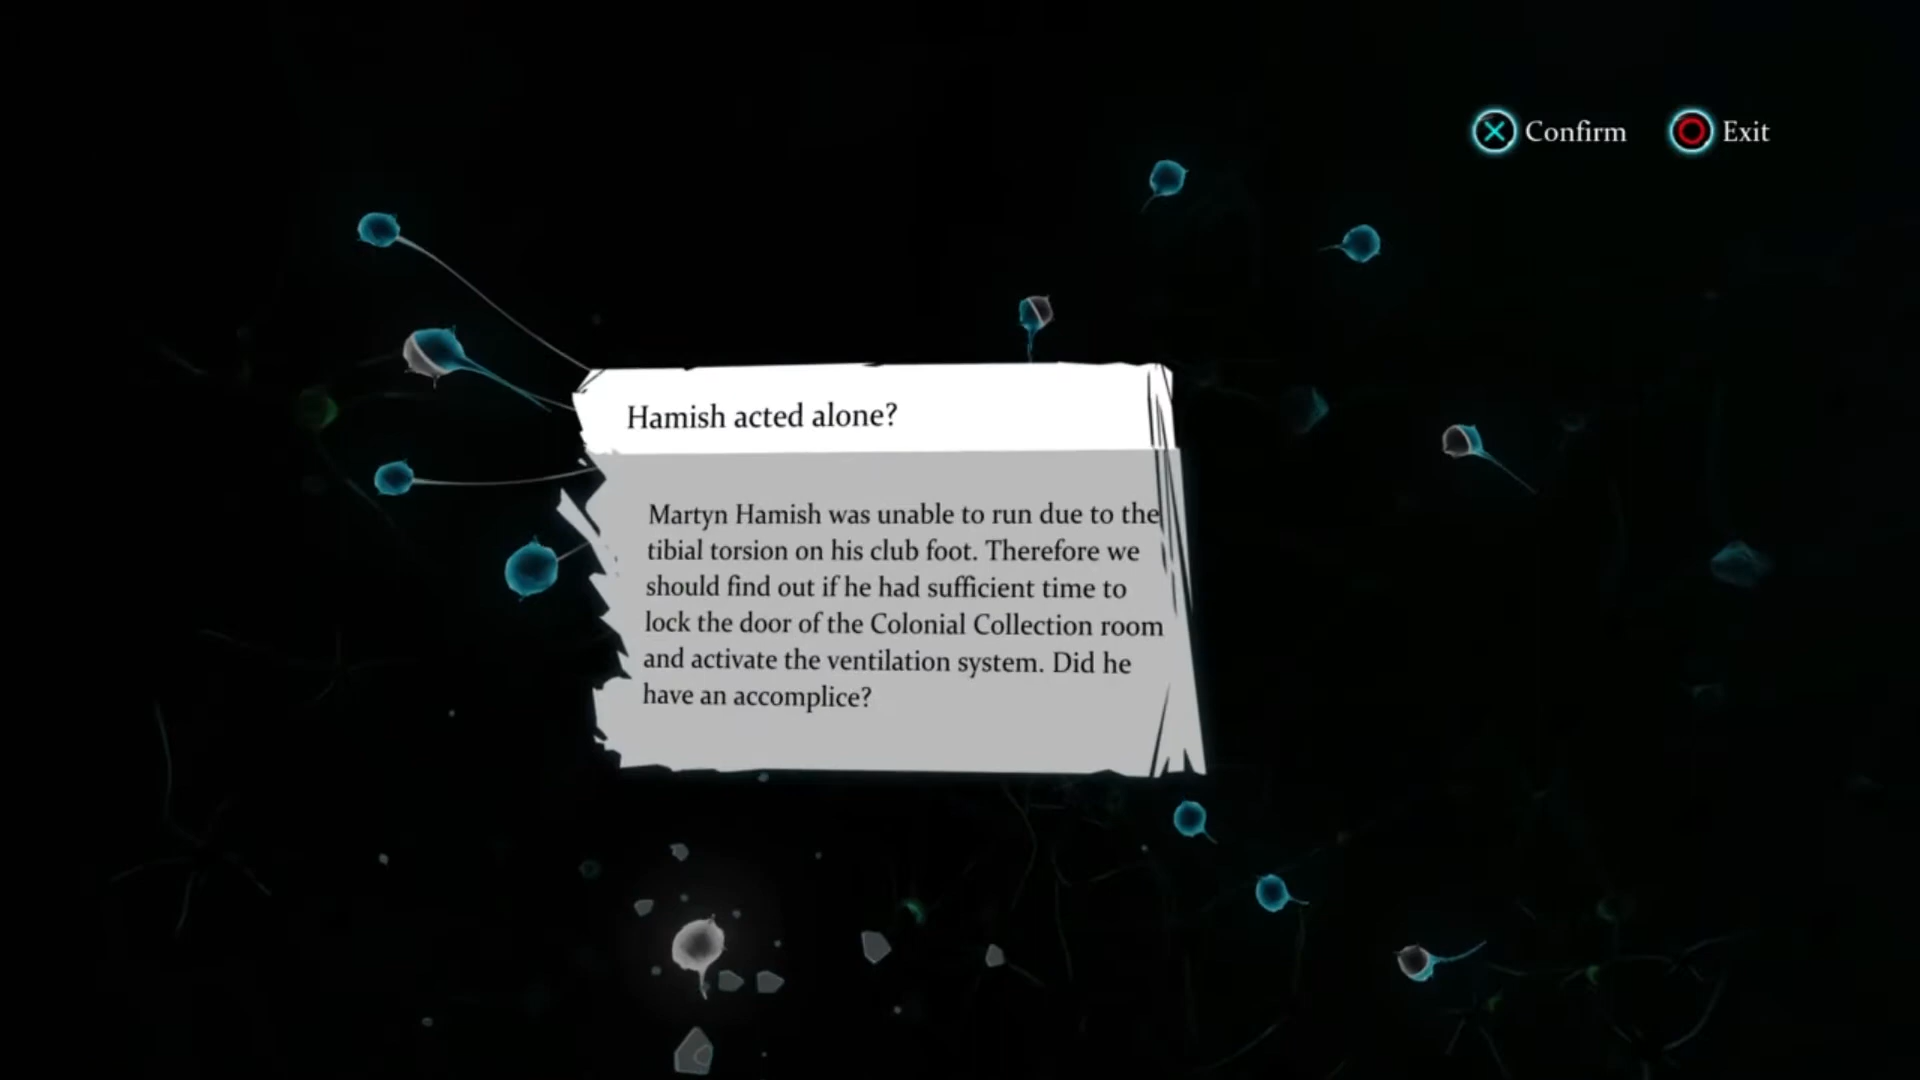 Confirm
Exit
Hamish acted alone?
Martyn Hamish was unable to run due to the
tibial torsion on his club foot. Therefore we
should find out if he had sufficient time to
lock the door of the Colonial Collection room
and activate the ventilation system. Did he
have an accomplice?